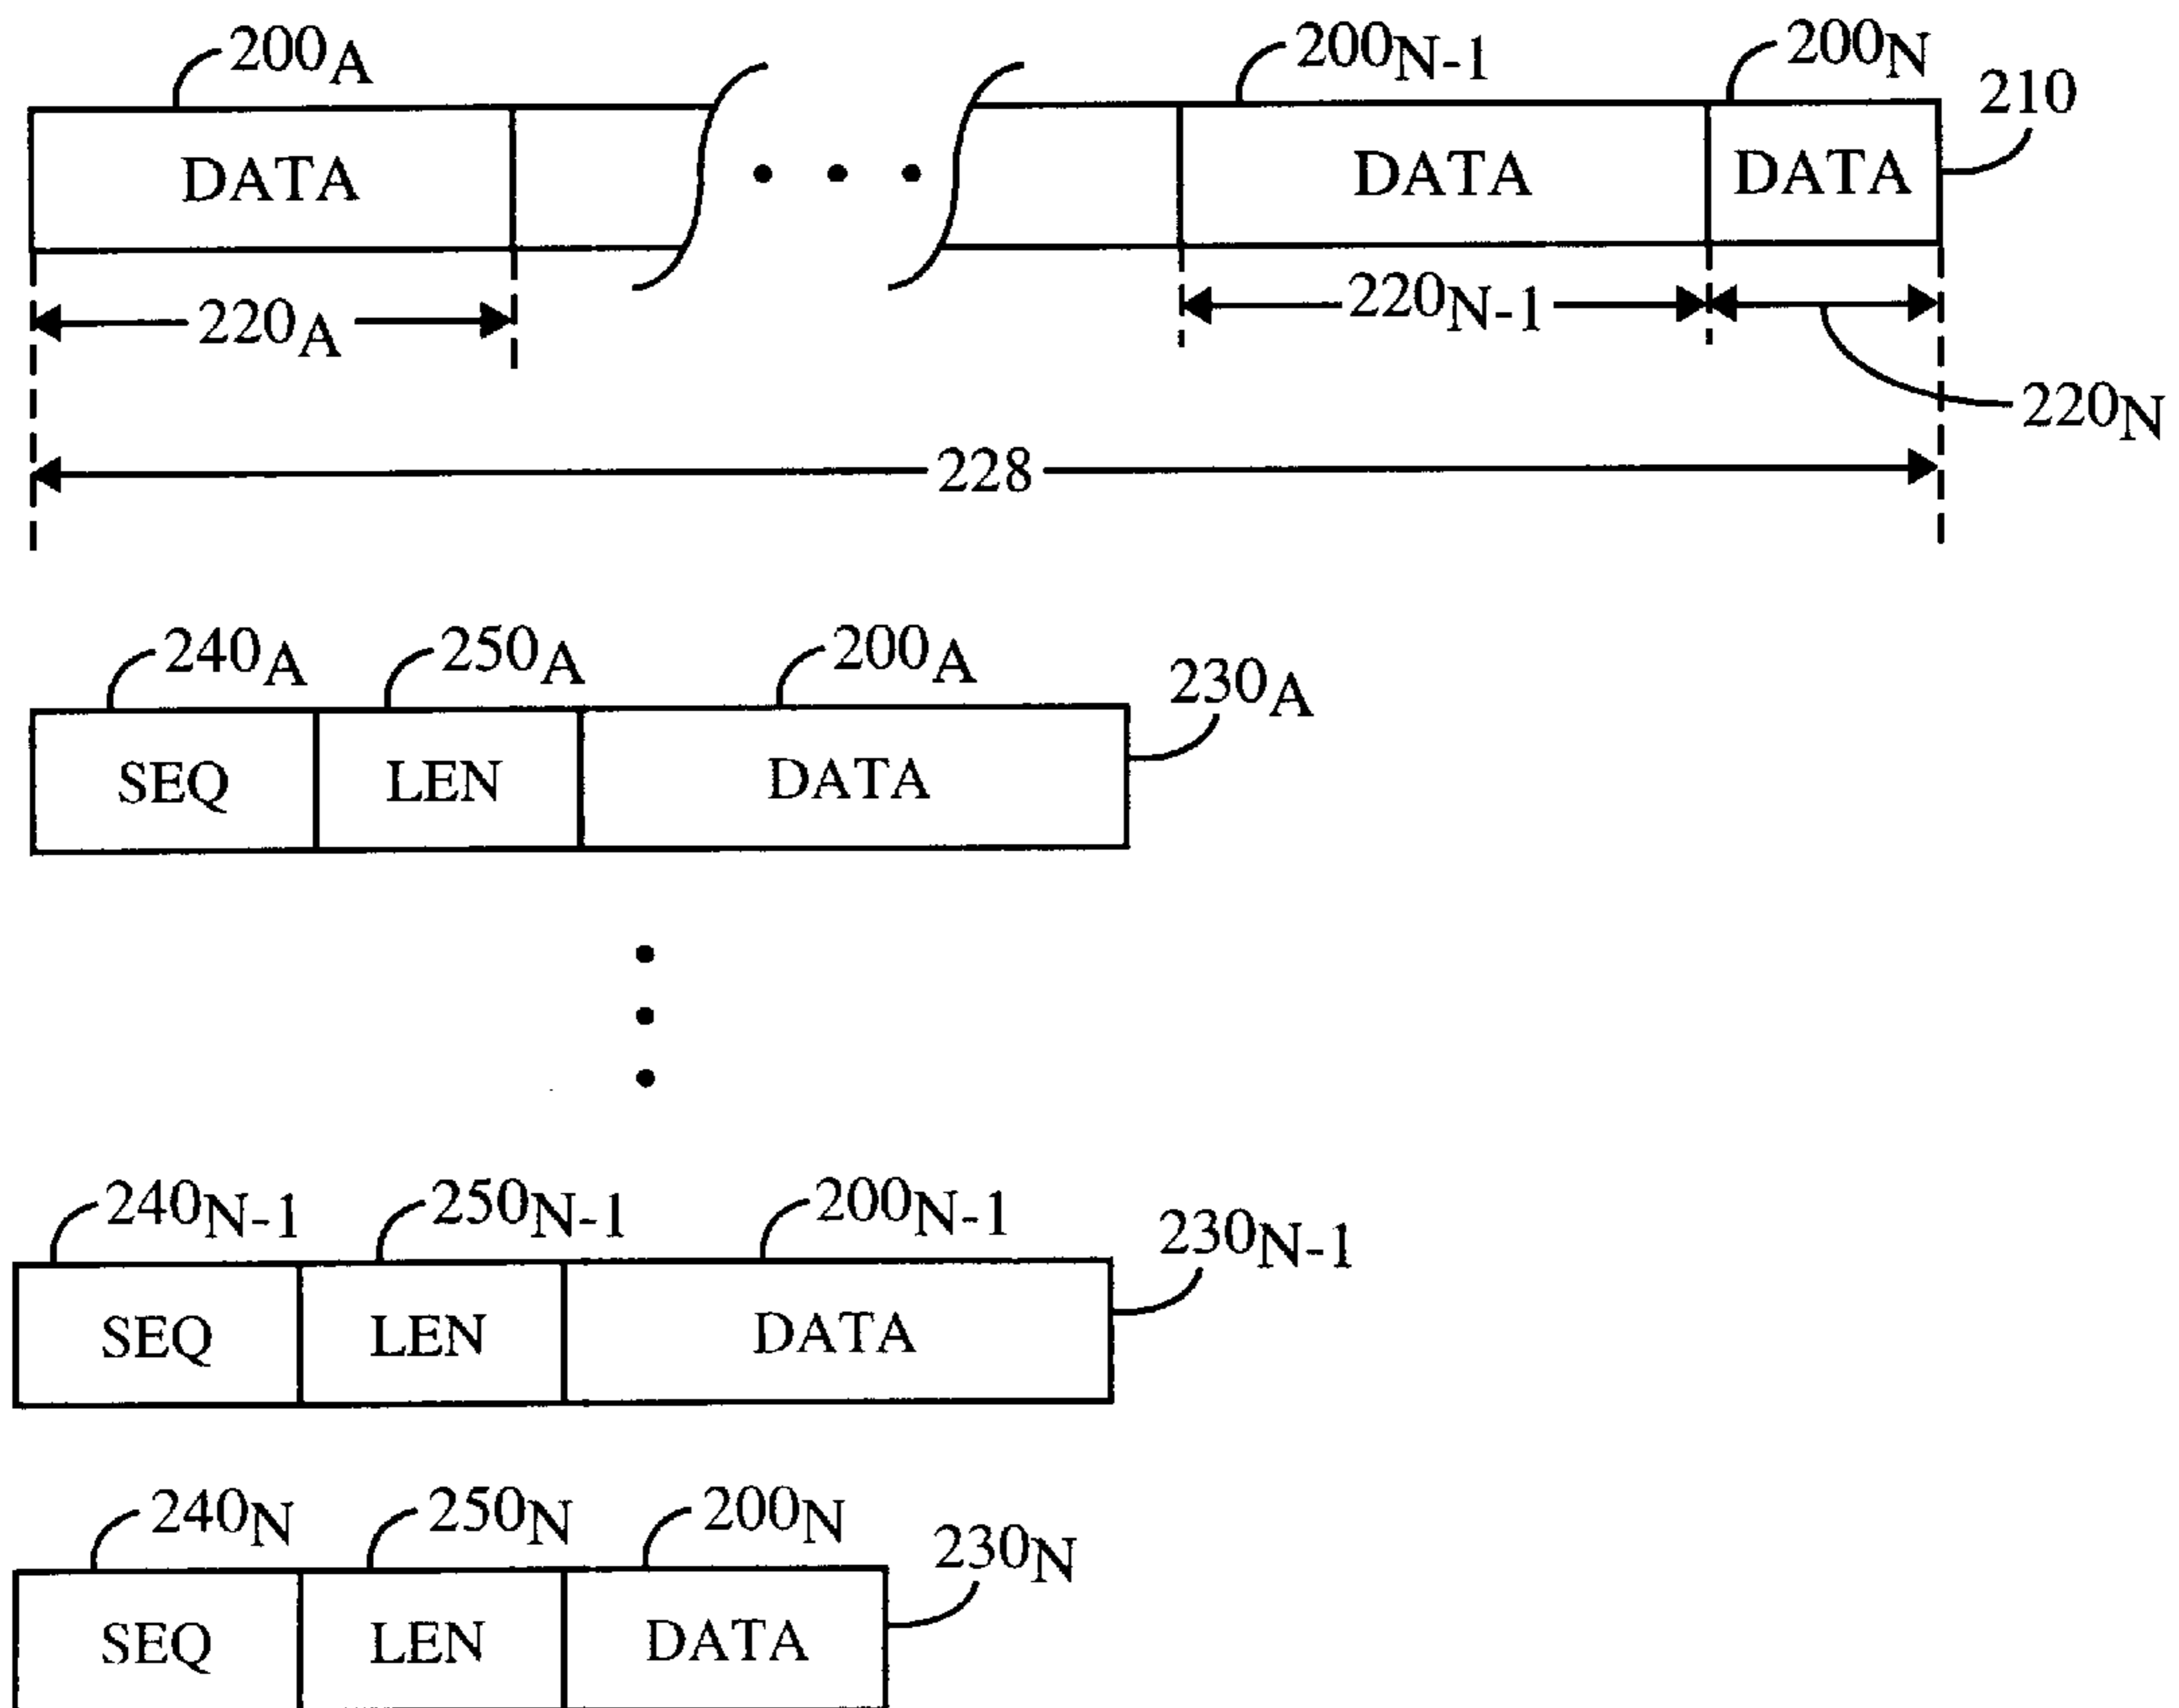 200A 200N-1 200N 210
DATA DATA DATA
220A 220N-1
220N
228
240A 250A 200A 230A
SEQ LEN DATA
240N-1 250N-1 200N-1 230N-1
SEQ LEN DATA
240N 250N 200N 230N
SEQ LEN DATA